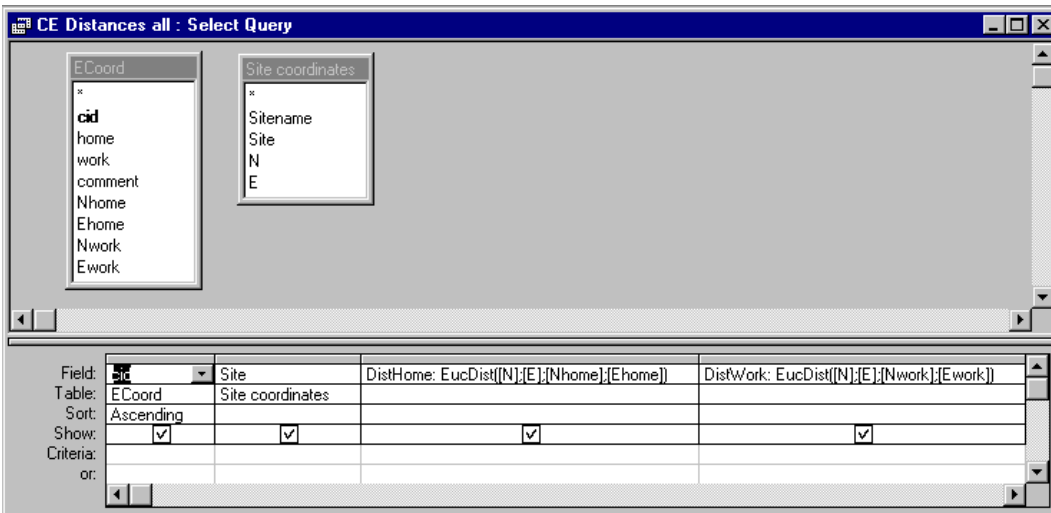 CE Distances all : Select Query
ECoord
*
cid
home
work
comment
Nhome
Ehome
Nwork
Ework
Site coordinates
*
Sitename
Site
N
E
Field: cid Site DistHome: EucDist([N];[E];[Nhome];[Ehome]) DistWork: EucDist([N];[E];[Nwork];[Ework])
Table: ECoord Site coordinates
Sort: Ascending
Show:
Criteria:
or: